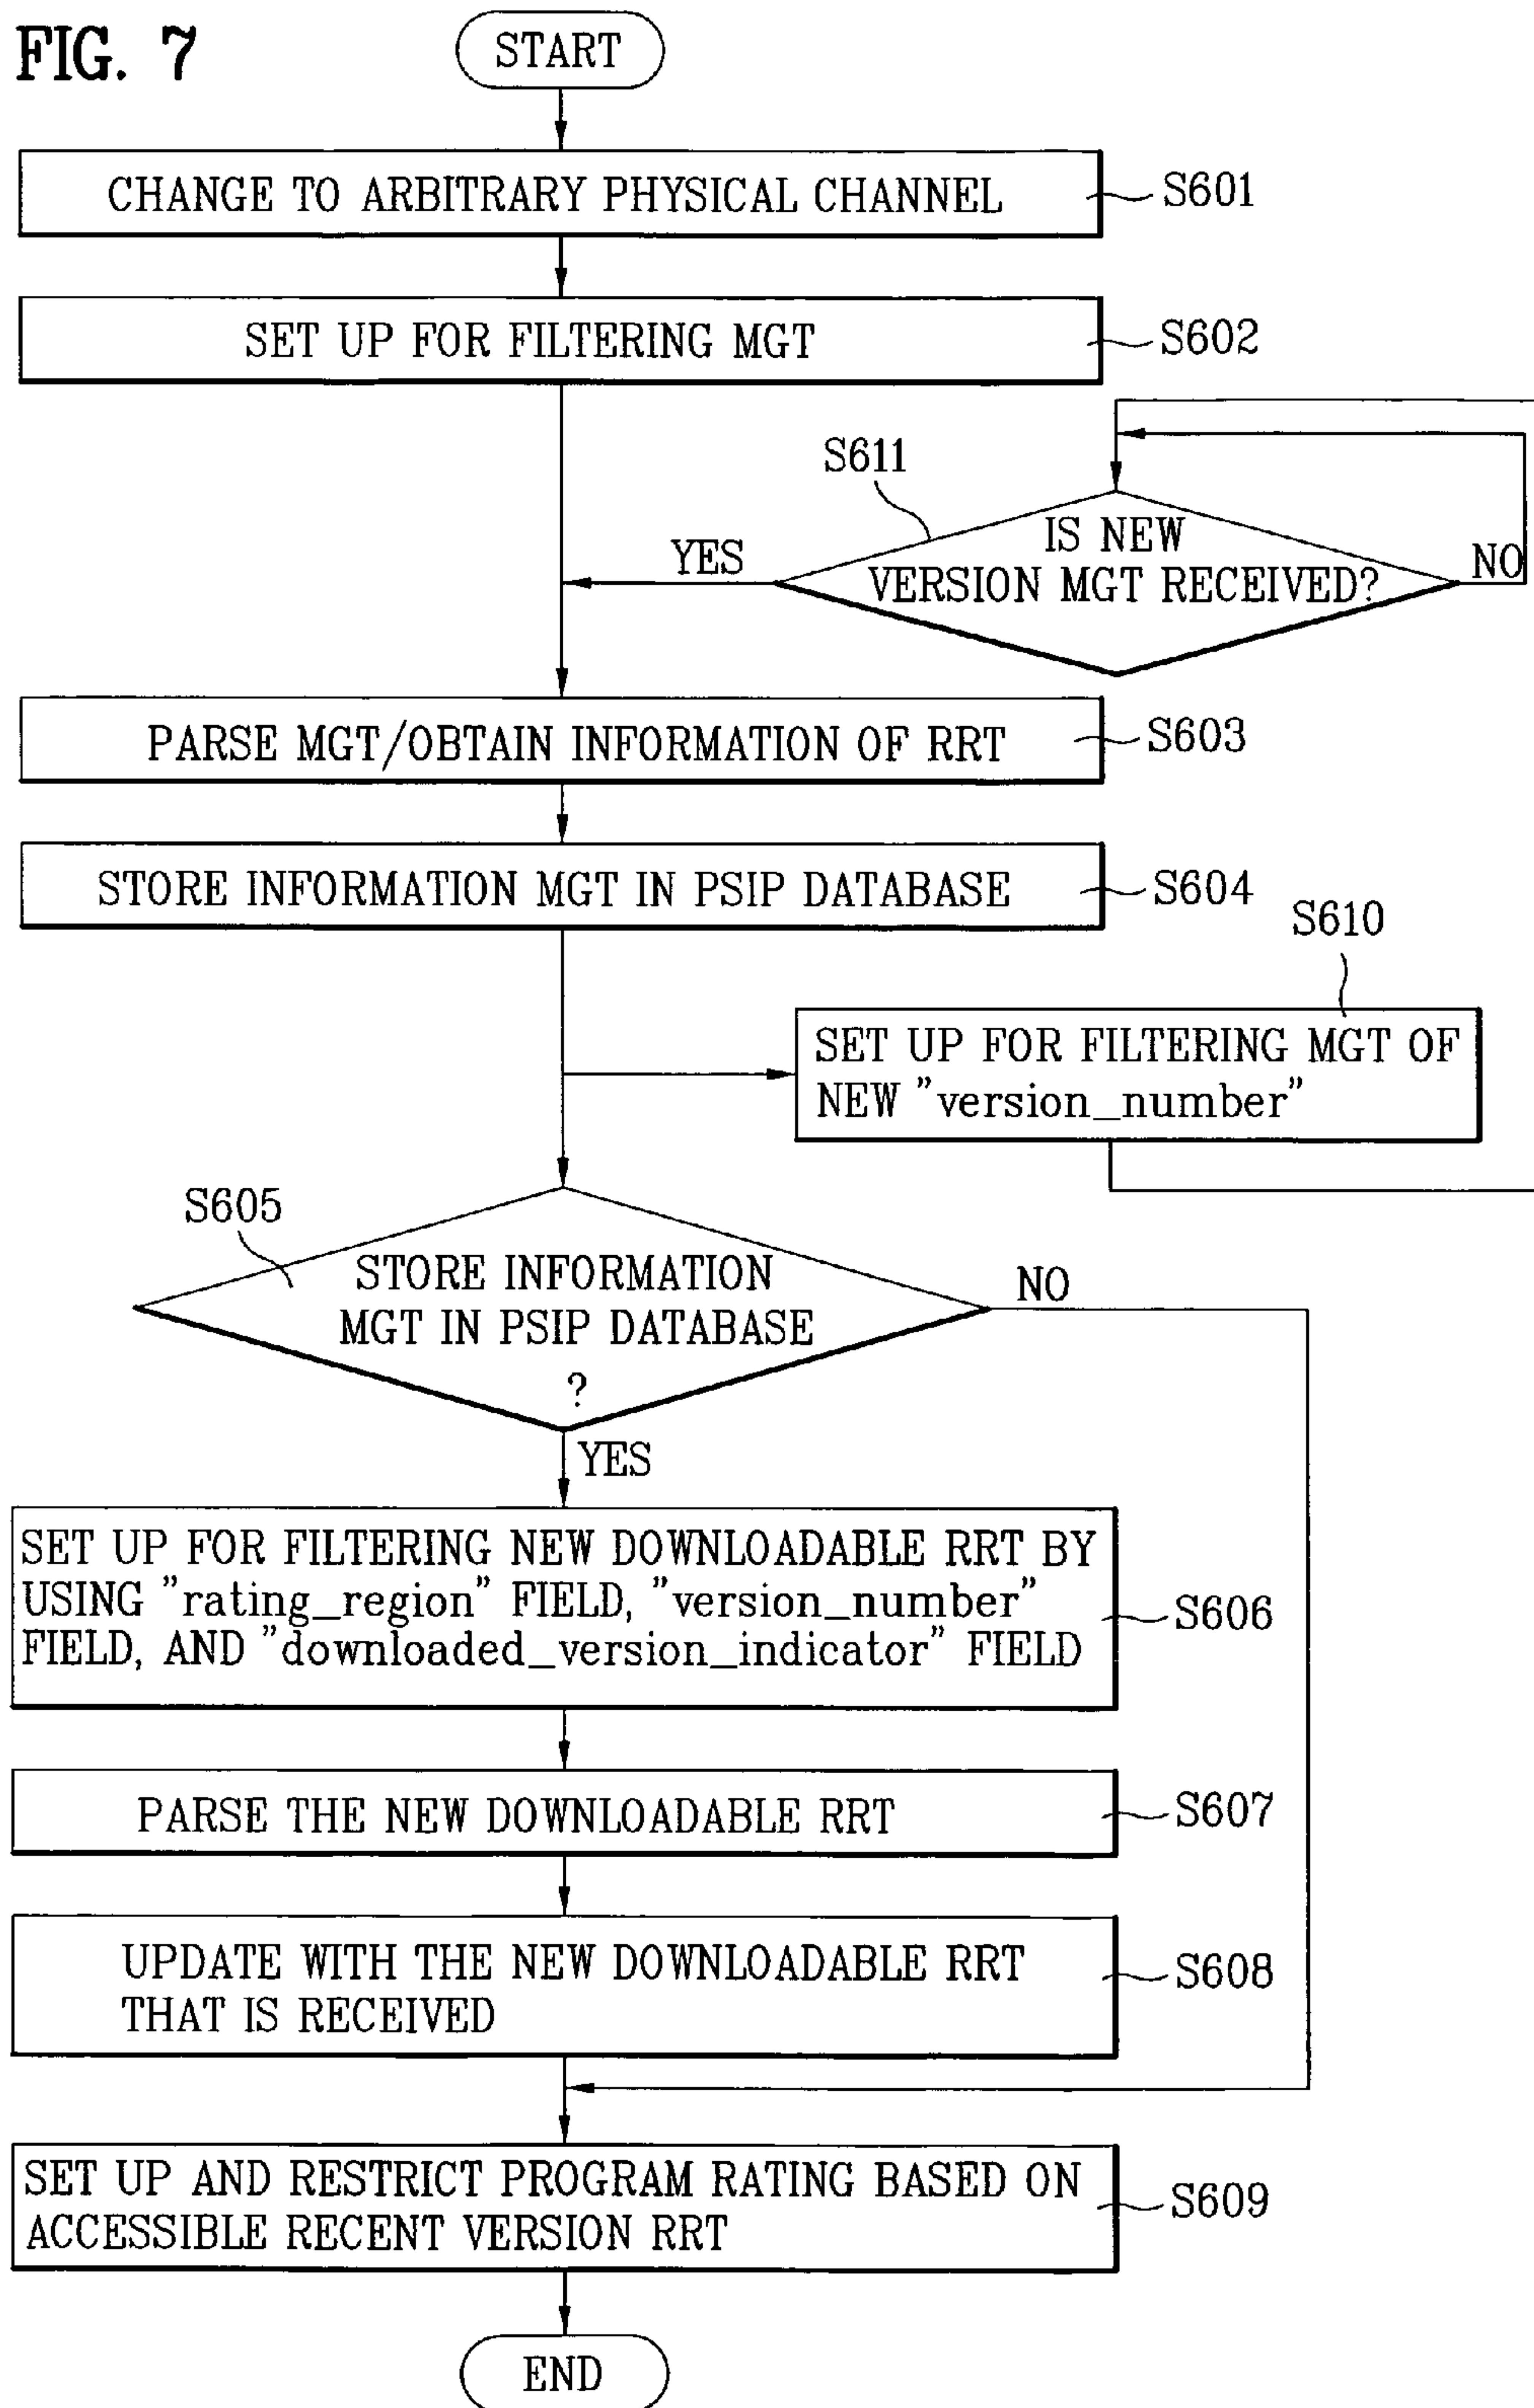 FIG. 7
START
CHANGE TO ARBITRARY PHYSICAL CHANNEL
S601
SET UP FOR FILTERING MGT
S602
S611
IS NEW
VERSION MGT RECEIVED?
YES
NO
PARSE MGT/OBTAIN INFORMATION OF RRT
S603
STORE INFORMATION MGT IN PSIP DATABASE
S604
S610
SET UP FOR FILTERING MGT OF
NEW "version_number"
S605
STORE INFORMATION
MGT IN PSIP DATABASE
?
NO
YES
SET UP FOR FILTERING NEW DOWNLOADABLE RRT BY
USING "rating_region" FIELD, "version_number"
FIELD, AND "downloaded_version_indicator" FIELD
S606
PARSE THE NEW DOWNLOADABLE RRT
S607
UPDATE WITH THE NEW DOWNLOADABLE RRT
THAT IS RECEIVED
S608
SET UP AND RESTRICT PROGRAM RATING BASED ON
ACCESSIBLE RECENT VERSION RRT
S609
END